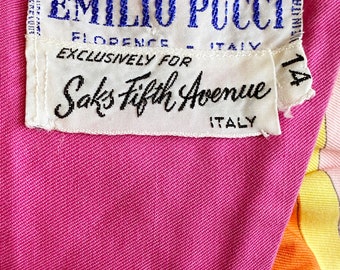 EMILIO PUCCI
FLORENCE - ITALY
EXCLUSIVELY FOR
Saks Fifth Avenue
ITALY
14